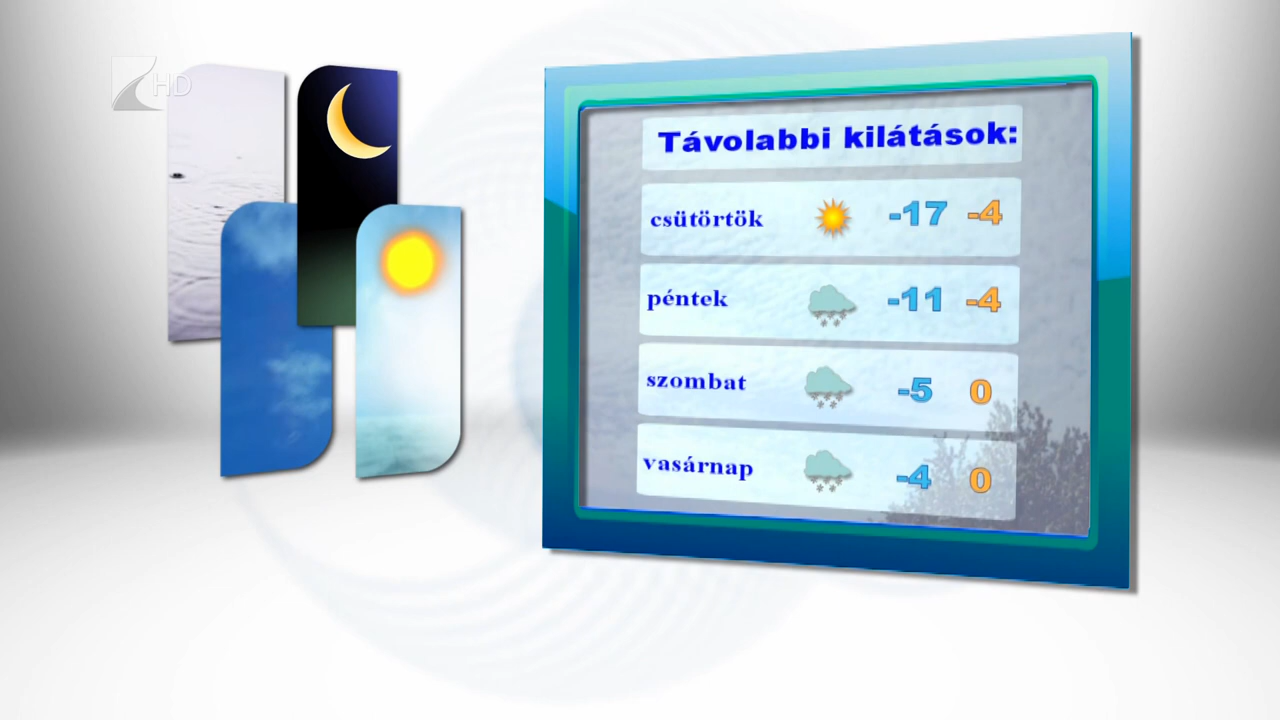 HD
Távolabbi kilátások:
csütörtök -17 -4
péntek -11 -4
szombat -5 0
vasárnap -4 0